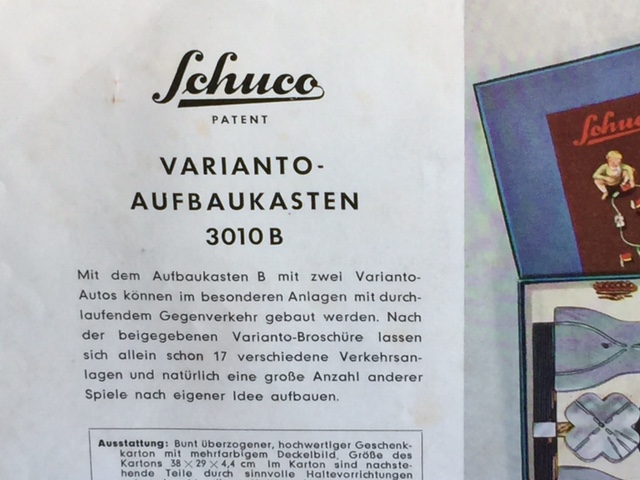 Schuco
PATENT
VARIANTO-
AUFBAUKASTEN
3010 B
Mit dem Aufbaukasten B mit zwei Varianto-
Autos können im besonderen Anlagen mit durch-
laufendem Gegenverkehr gebaut werden. Nach
der beigegebenen Varianto-Broschüre lassen
sich allein schon 17 verschiedene Verkehrsan-
lagen und natürlich eine große Anzahl anderer
Spiele nach eigener Idee aufbauen.
Ausstattung: Bunt überzogener, hochwertiger Geschenk-
karton mit mehrfarbigem Deckelbild, Größe des
Kartons 38 × 29 × 4,4 cm Im Karton sind nachste-
hende Teile durch sinnvolle Haltevorrichtungen
Schuc